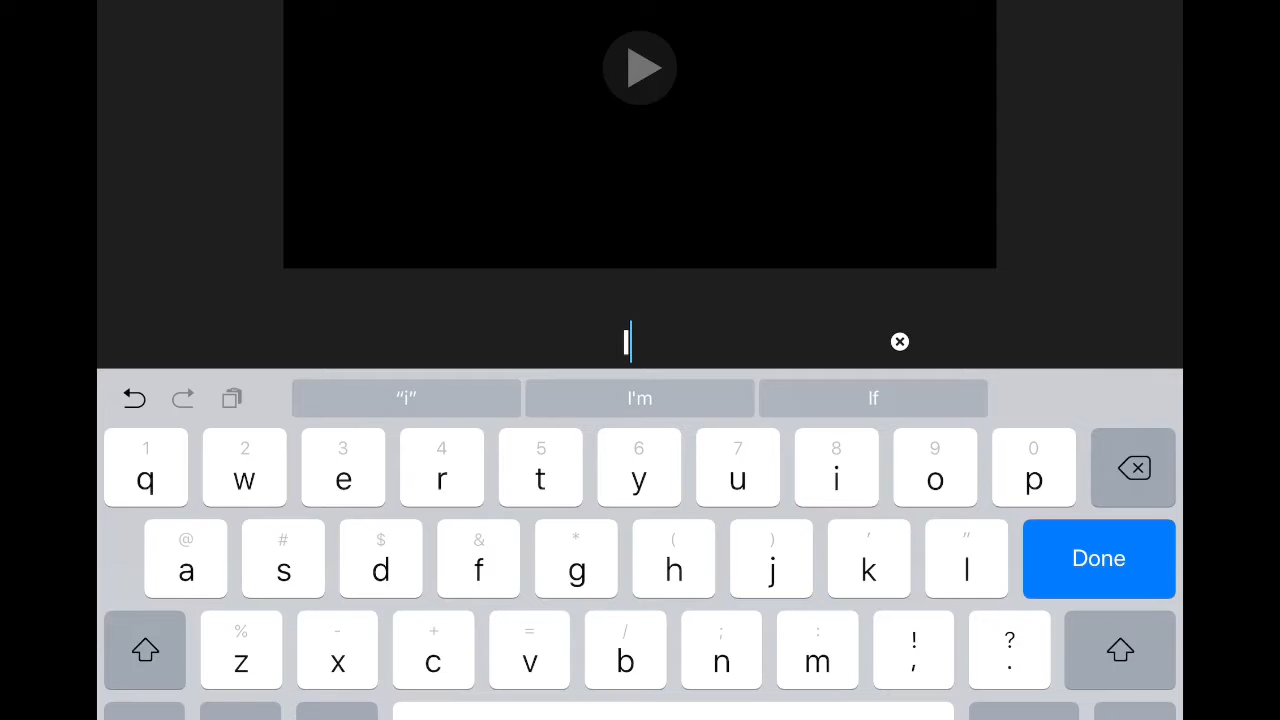 I
“i” I'm If
1 2 3 4 5 6 7 8 9 0
q w e r t y u i o p
@ # $ & * ( ) ' "
a s d f g h j k l Done
% - + = / ; : ! ?
z x c v b n m , .